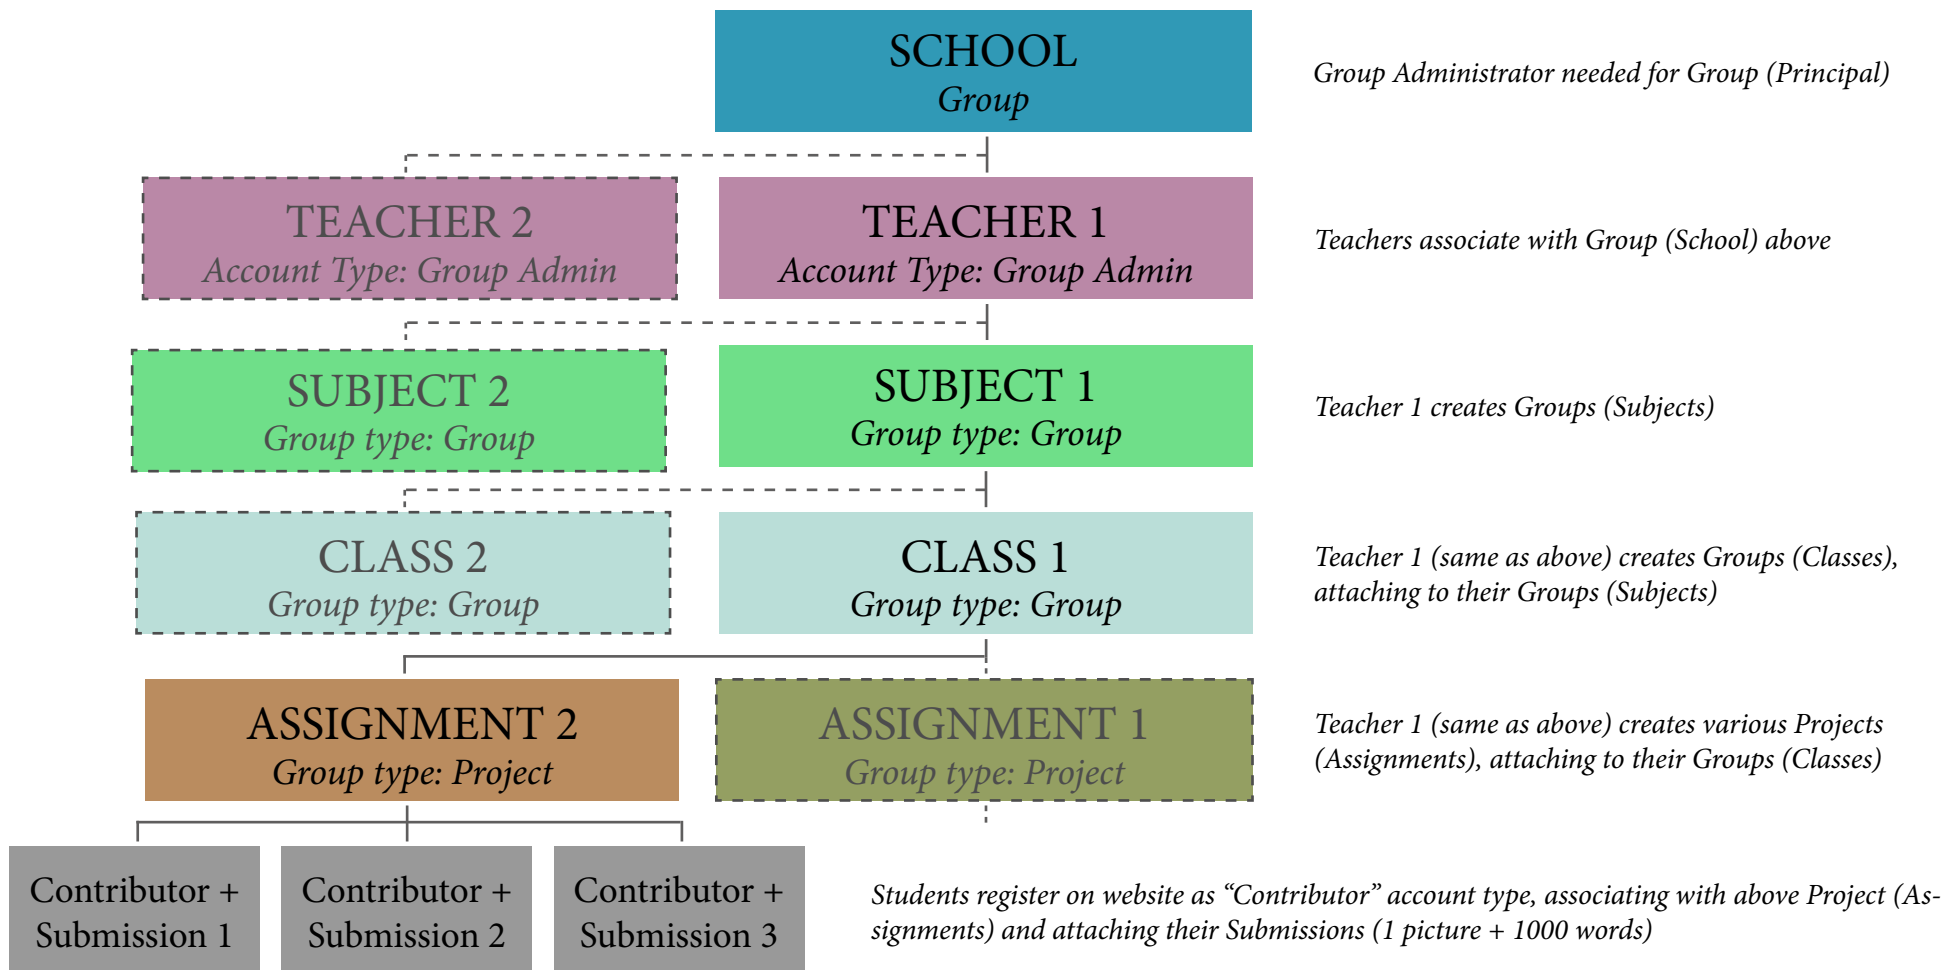 SCHOOL
Group
Group Administrator needed for Group (Principal)
TEACHER 2
Account Type: Group Admin
TEACHER 1
Account Type: Group Admin
Teachers associate with Group (School) above
SUBJECT 2
Group type: Group
SUBJECT 1
Group type: Group
Teacher 1 creates Groups (Subjects)
CLASS 2
Group type: Group
CLASS 1
Group type: Group
Teacher 1 (same as above) creates Groups (Classes),
attaching to their Groups (Subjects)
ASSIGNMENT 2
Group type: Project
ASSIGNMENT 1
Group type: Project
Teacher 1 (same as above) creates various Projects
(Assignments), attaching to their Groups (Classes)
Contributor +
Submission 1
Contributor +
Submission 2
Contributor +
Submission 3
Students register on website as “Contributor” account type, associating with above Project (As-
signments) and attaching their Submissions (1 picture + 1000 words)